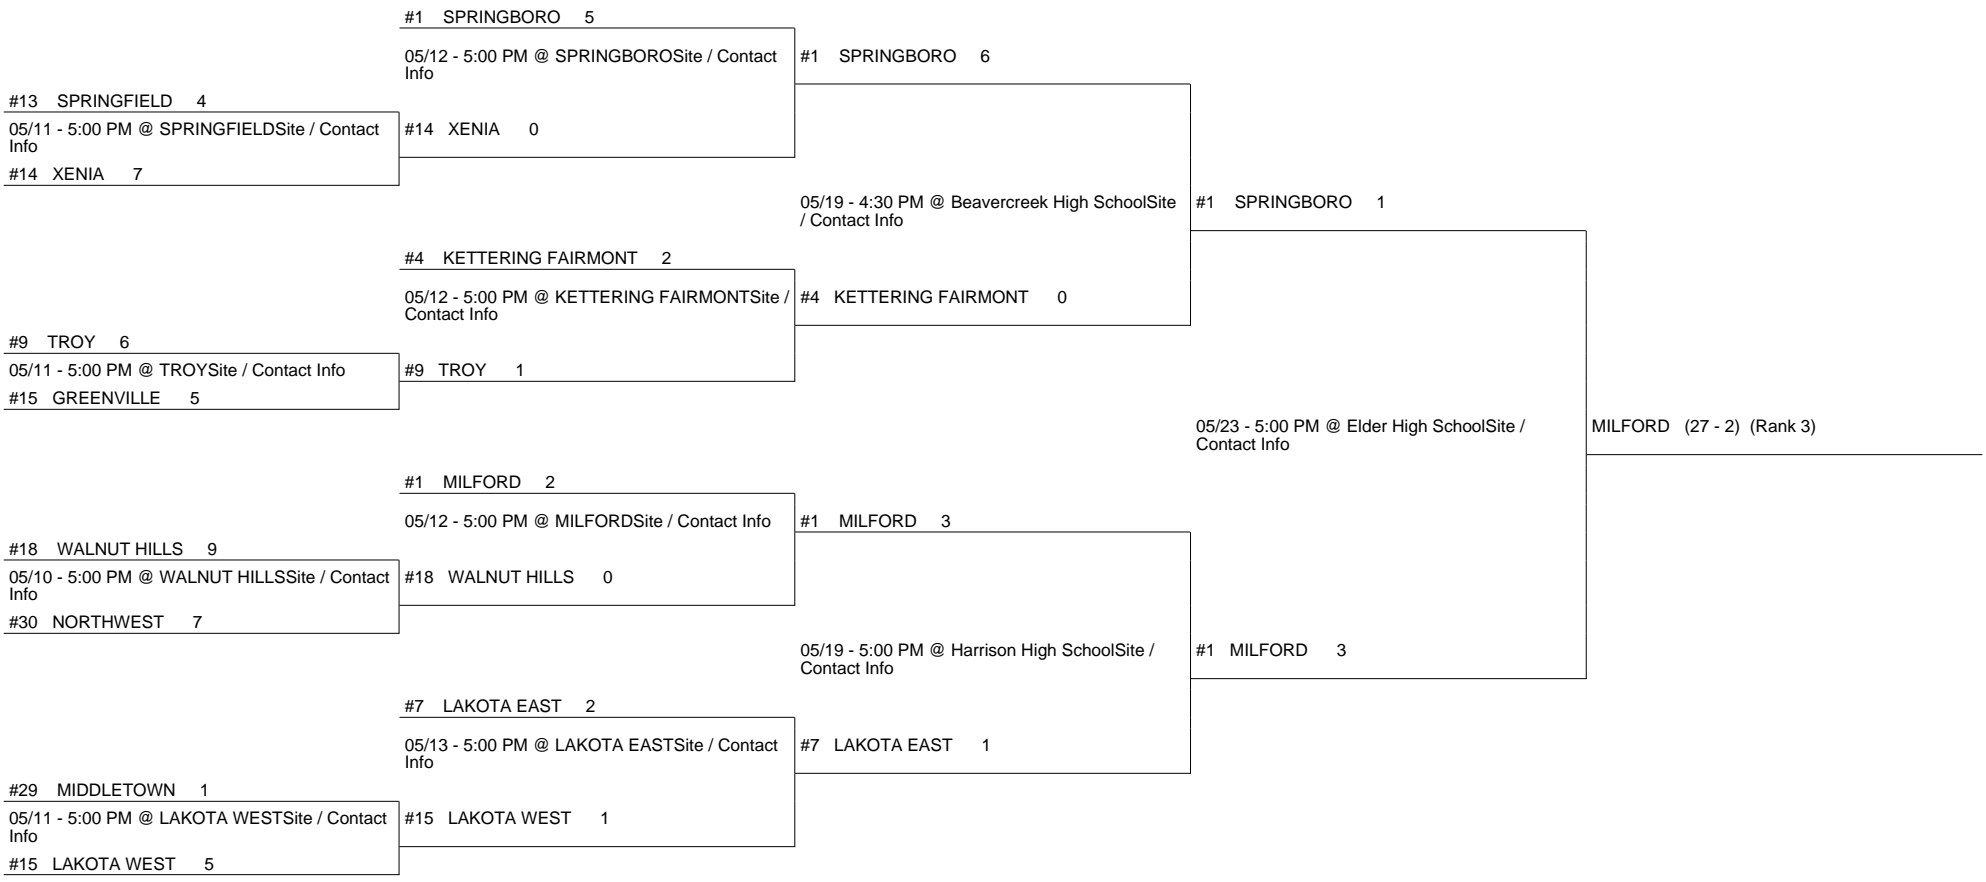 #1 SPRINGBORO 5
05/12 - 5:00 PM @ SPRINGBOROSite / Contact
Info
#1 SPRINGBORO 6
#13 SPRINGFIELD 4
05/11 - 5:00 PM @ SPRINGFIELDSite / Contact
Info
#14 XENIA 0
#14 XENIA 7
05/19 - 4:30 PM @ Beavercreek High SchoolSite
/ Contact Info
#1 SPRINGBORO 1
#4 KETTERING FAIRMONT 2
05/12 - 5:00 PM @ KETTERING FAIRMONTSite /
Contact Info
#4 KETTERING FAIRMONT 0
#9 TROY 6
05/11 - 5:00 PM @ TROYSite / Contact Info
#9 TROY 1
#15 GREENVILLE 5
05/23 - 5:00 PM @ Elder High SchoolSite /
Contact Info
MILFORD (27 - 2) (Rank 3)
#1 MILFORD 2
05/12 - 5:00 PM @ MILFORDSite / Contact Info
#1 MILFORD 3
#18 WALNUT HILLS 9
05/10 - 5:00 PM @ WALNUT HILLSSite / Contact
Info
#18 WALNUT HILLS 0
#30 NORTHWEST 7
05/19 - 5:00 PM @ Harrison High SchoolSite /
Contact Info
#1 MILFORD 3
#7 LAKOTA EAST 2
05/13 - 5:00 PM @ LAKOTA EASTSite / Contact
Info
#7 LAKOTA EAST 1
#29 MIDDLETOWN 1
05/11 - 5:00 PM @ LAKOTA WESTSite / Contact
Info
#15 LAKOTA WEST 1
#15 LAKOTA WEST 5